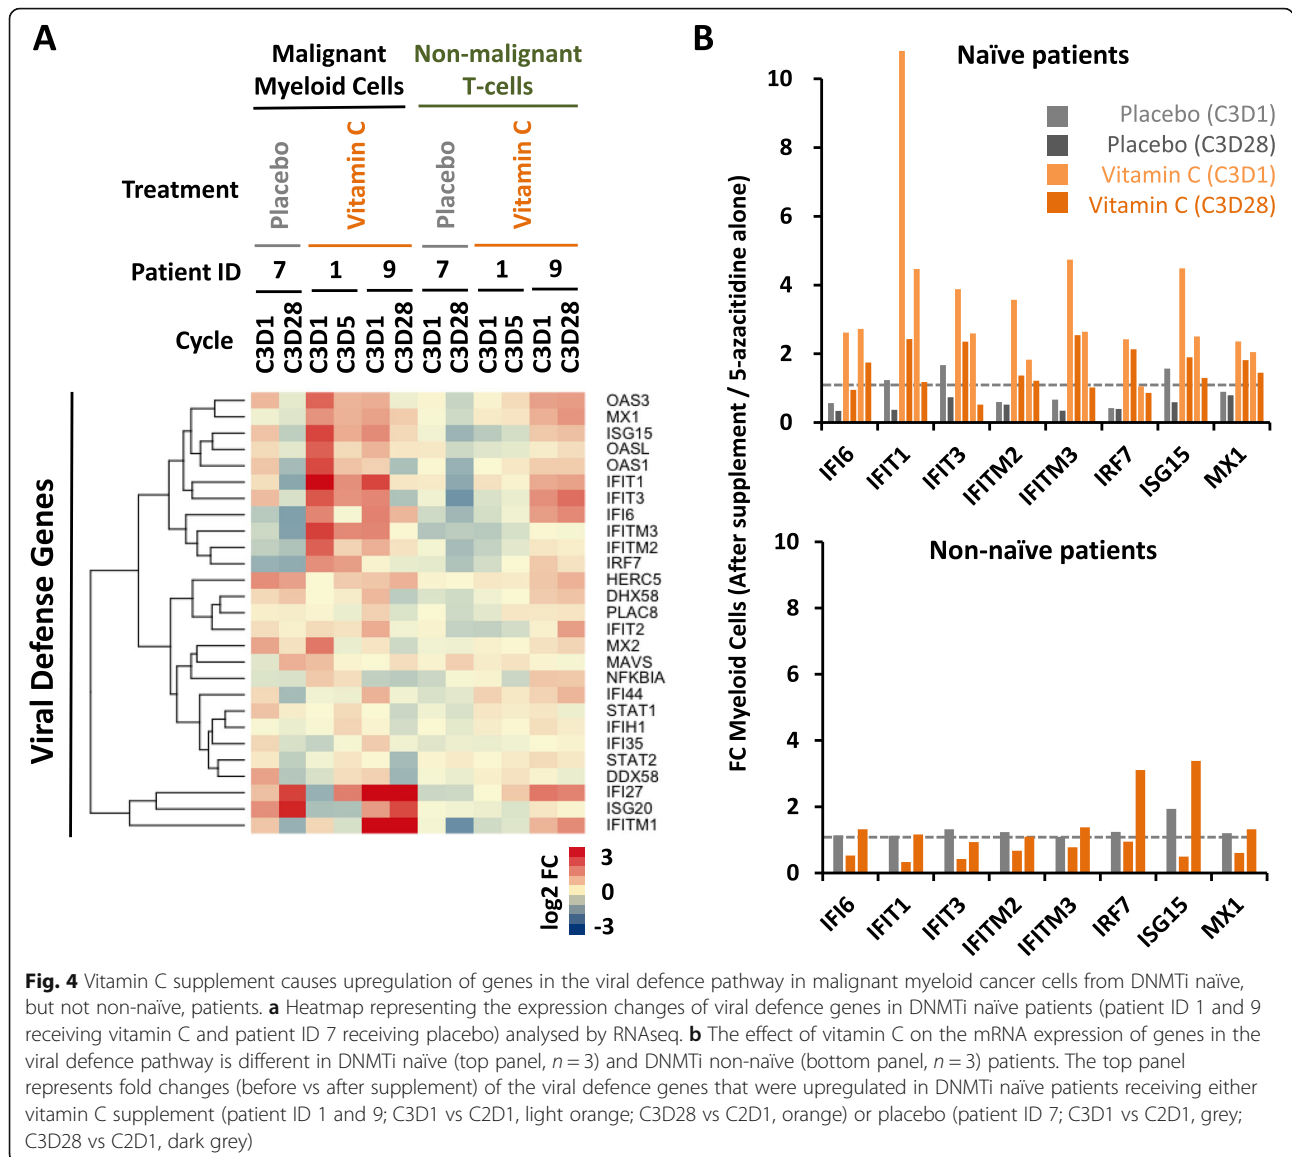 A
Malignant
Myeloid Cells
Non-malignant
T-cells
Treatment
Placebo
Vitamin C
Placebo
Vitamin C
Patient ID
7
1
9
7
1
9
Cycle
C3D1
C3D28
C3D1
C3D5
C3D1
C3D28
C3D1
C3D28
C3D1
C3D5
C3D1
C3D28
Viral Defense Genes
OAS3
MX1
ISG15
OASL
OAS1
IFIT1
IFIT3
IFI6
IFITM3
IFITM2
IRF7
HERC5
DHX58
PLAC8
IFIT2
MX2
MAVS
NFKBIA
IFI44
STAT1
IFIH1
IFI35
STAT2
DDX58
IFI27
ISG20
IFITM1
log2 FC
3
0
-3
B
FC Myeloid Cells (After supplement / 5-azacitidine alone)
Naïve patients
Placebo (C3D1)
Placebo (C3D28)
Vitamin C (C3D1)
Vitamin C (C3D28)
10
8
6
4
2
0
IFI6
IFIT1
IFIT3
IFITM2
IFITM3
IRF7
ISG15
MX1
Non-naïve patients
10
8
6
4
2
0
IFI6
IFIT1
IFIT3
IFITM2
IFITM3
IRF7
ISG15
MX1
Fig. 4 Vitamin C supplement causes upregulation of genes in the viral defence pathway in malignant myeloid cancer cells from DNMTi naïve,
but not non-naïve, patients. a Heatmap representing the expression changes of viral defence genes in DNMTi naïve patients (patient ID 1 and 9
receiving vitamin C and patient ID 7 receiving placebo) analysed by RNAseq. b The effect of vitamin C on the mRNA expression of genes in the
viral defence pathway is different in DNMTi naïve (top panel, n = 3) and DNMTi non-naïve (bottom panel, n = 3) patients. The top panel
represents fold changes (before vs after supplement) of the viral defence genes that were upregulated in DNMTi naïve patients receiving either
vitamin C supplement (patient ID 1 and 9; C3D1 vs C2D1, light orange; C3D28 vs C2D1, orange) or placebo (patient ID 7; C3D1 vs C2D1, grey;
C3D28 vs C2D1, dark grey)